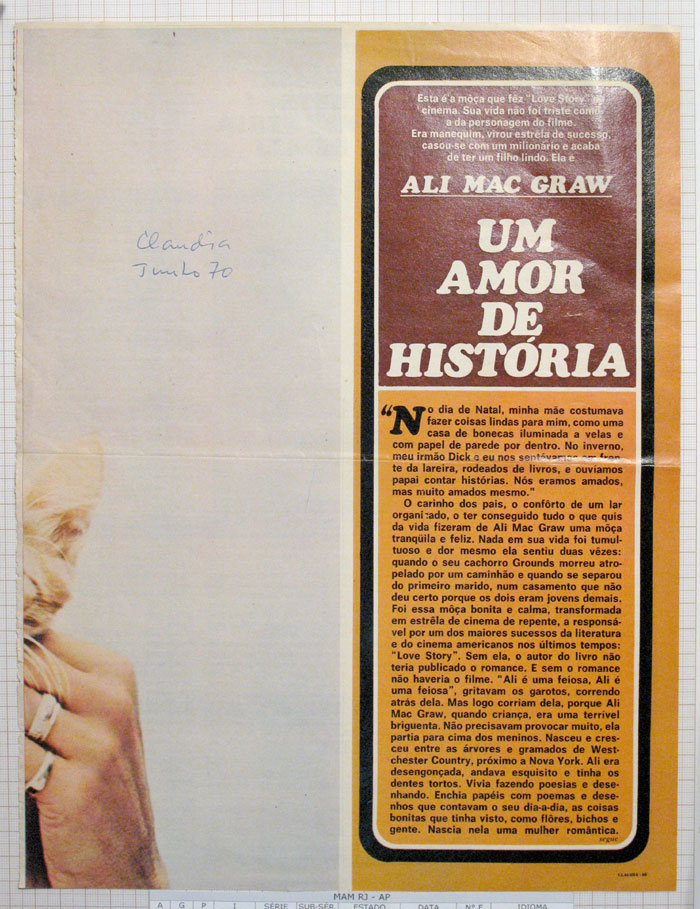 Claudia
Junho 70
Esta é a môça que fêz "Love Story" no
cinema. Sua vida não foi triste como
a da personagem do filme.
Era manequim, virou estrêla de sucesso,
casou-se com um milionário e acaba
de ter um filho lindo. Ela é
ALI MAC GRAW
UM
AMOR
DE
HISTÓRIA
"No dia de Natal, minha mãe costumava
fazer coisas lindas para mim, como uma
casa de bonecas iluminada a velas e
com papel de parede por dentro. No inverno,
meu irmão Dick e eu nos sentávamos em fren-
te da lareira, rodeados de livros, e ouvíamos
papai contar histórias. Nós eramos amados,
mas muito amados mesmo."
O carinho dos pais, o confôrto de um lar
organizado, o ter conseguido tudo o que quis
da vida fizeram de Ali Mac Graw uma môça
tranqüila e feliz. Nada em sua vida foi tumul-
tuoso e dor mesmo ela sentiu duas vêzes:
quando o seu cachorro Grounds morreu atro-
pelado por um caminhão e quando se separou
do primeiro marido, num casamento que não
deu certo porque os dois eram jovens demais.
Foi essa môça bonita e calma, transformada
em estrêla de cinema de repente, a responsá-
vel por um dos maiores sucessos da literatura
e do cinema americanos nos últimos tempos:
"Love Story". Sem ela, o autor do livro não
teria publicado o romance. E sem o romance
não haveria o filme. "Ali é uma feiosa, Ali é
uma feiosa", gritavam os garotos, correndo
atrás dela. Mas logo corriam dela, porque Ali
Mac Graw, quando criança, era uma terrível
briguenta. Não precisavam provocar muito, ela
partia para cima dos meninos. Nasceu e cres-
ceu entre as árvores e gramados de West-
chester Country, próximo a Nova York. Ali era
desengonçada, andava esquisito e tinha os
dentes tortos. Vivia fazendo poesias e dese-
nhando. Enchia papéis com poemas e dese-
nhos que contavam o seu dia-a-dia, as coisas
bonitas que tinha visto, como flôres, bichos e
gente. Nascia nela uma mulher romântica.
segue
MAM RJ - AP
A G P I SÉRIE SUB-SÉR ESTADO DATA Nº F IDIOMA